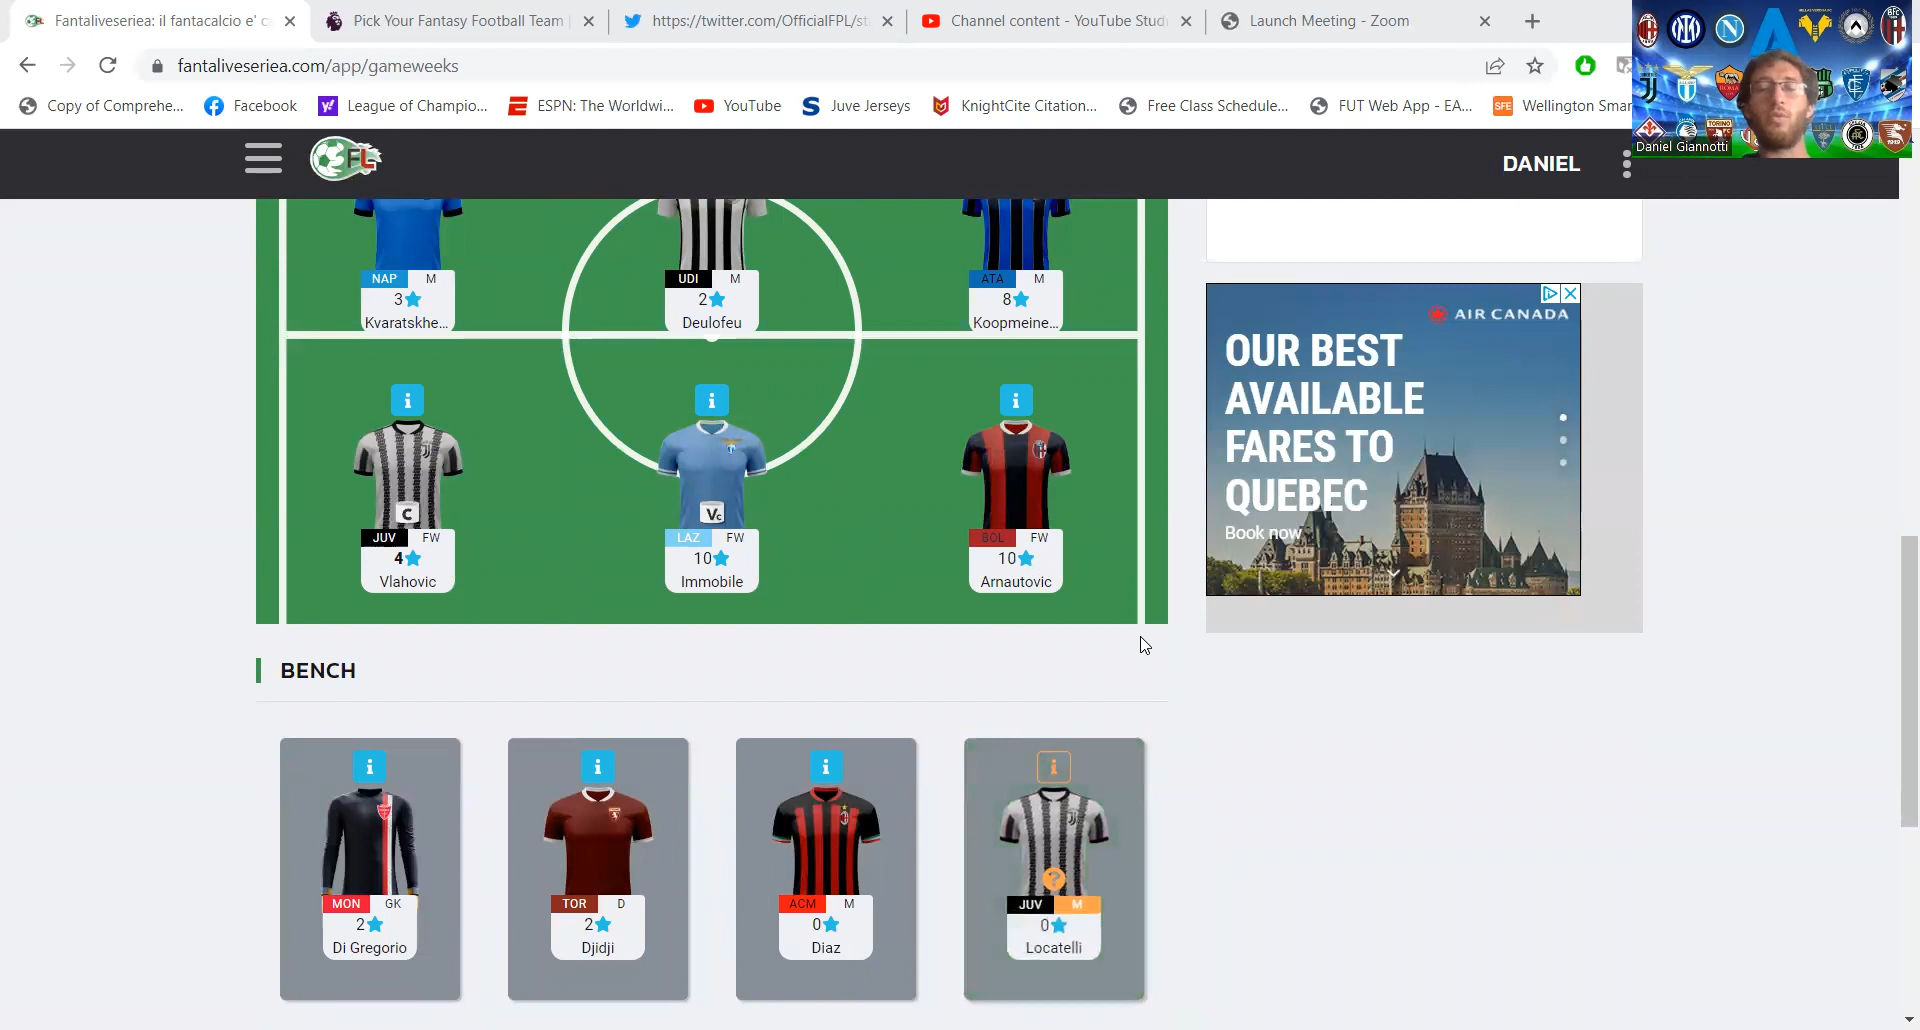 Fantaliveseriea: il fantacalcio e' c
Pick Your Fantasy Football Team
https://twitter.com/OfficialFPL/st
Channel content - YouTube Stud
Launch Meeting - Zoom
fantaliveseriea.com/app/gameweeks
Copy of Comprehe...
Facebook
League of Champio...
ESPN: The Worldwi...
YouTube
Juve Jerseys
KnightCite Citation...
Free Class Schedule...
FUT Web App - EA...
SFE
Wellington Smar
Daniel Giannotti
FL
DANIEL
NAP M
3
Kvaratskhe...
UDI M
2
Deulofeu
ATA M
8
Koopmeine...
C
JUV FW
4
Vlahovic
Vc
LAZ FW
10
Immobile
BOL FW
10
Arnautovic
AIR CANADA
OUR BEST
AVAILABLE
FARES TO
QUEBEC
Book now
BENCH
MON GK
2
Di Gregorio
TOR D
2
Djidji
ACM M
0
Diaz
?
JUV M
0
Locatelli